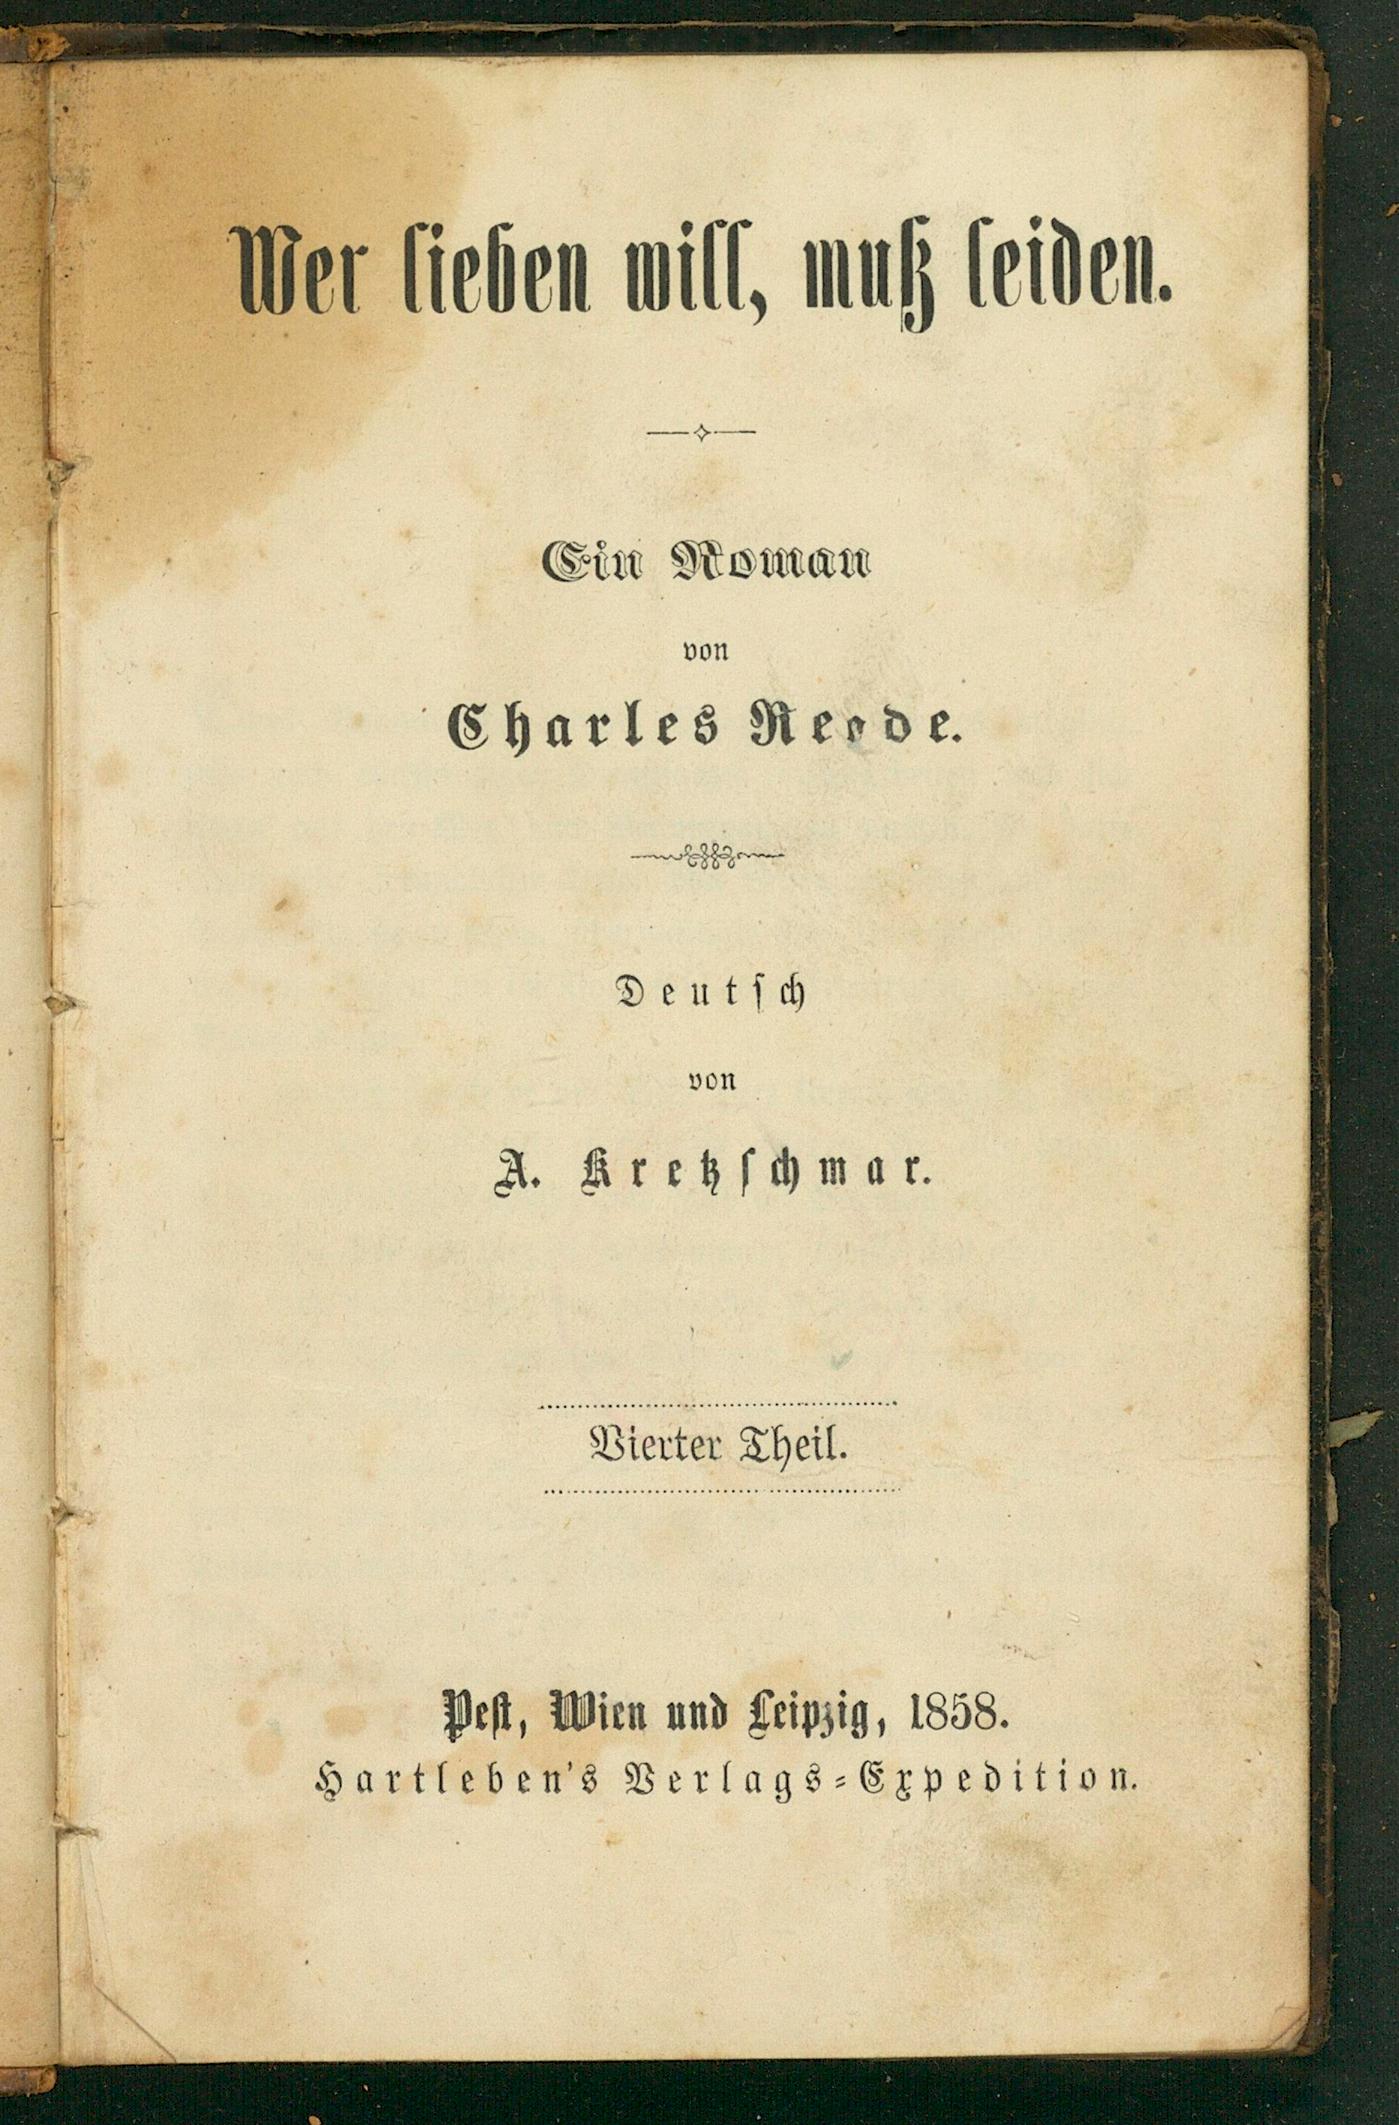 Wer lieben will, muß leiden.
Ein Roman
von
Charles Reade.
Deutsch
von
A. Kretzschmar.
Vierter Theil.
Pest, Wien und Leipzig, 1858.
Hartleben's Verlags-Expedition.